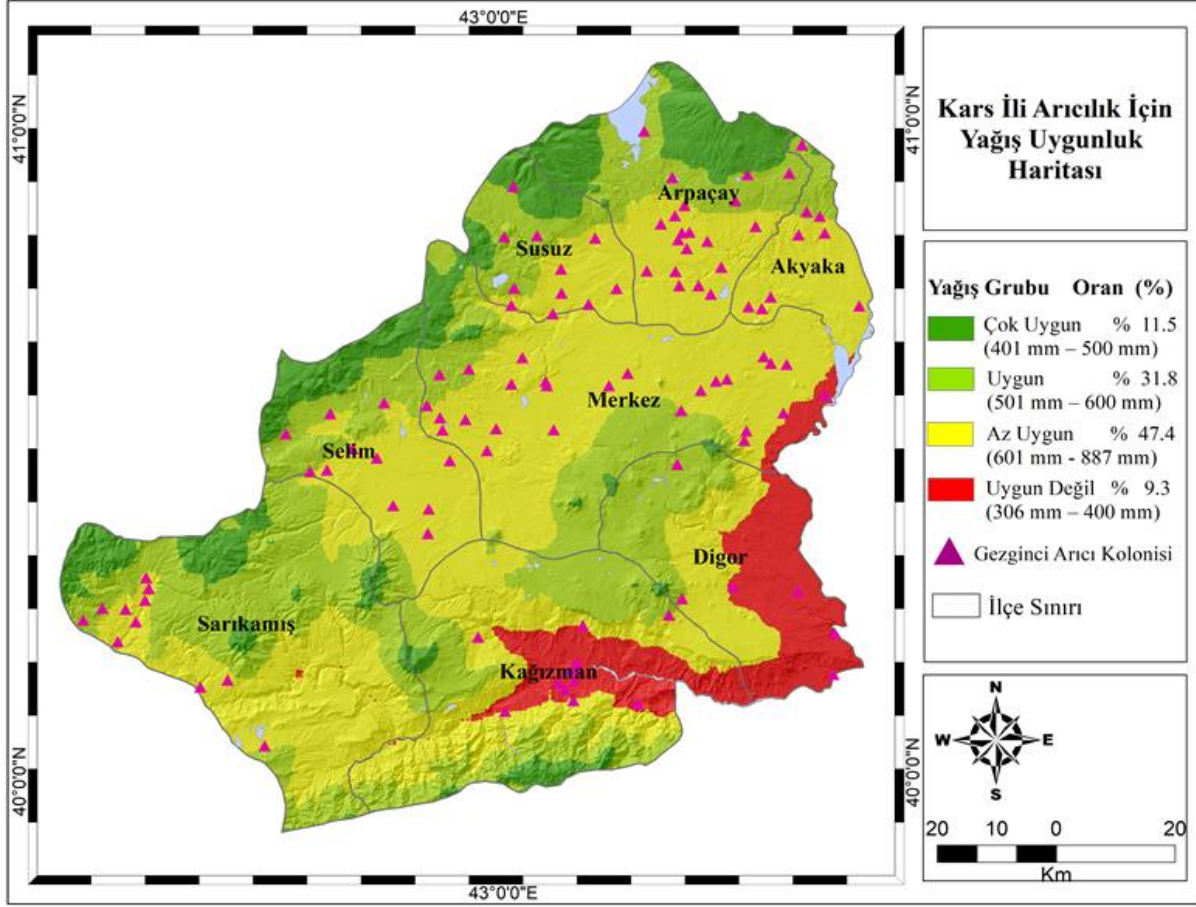 43°0'0"E
41°0'0"N
41°0'0"N
Arpaçay
Susuz
Akyaka
Merkez
Selim
Digor
Sarıkamış
Kağızman
40°0'0"N
40°0'0"N
43°0'0"E
Kars İli Arıcılık İçin
Yağış Uygunluk
Haritası
Yağış Grubu Oran (%)
Çok Uygun % 11.5
(401 mm – 500 mm)
Uygun % 31.8
(501 mm – 600 mm)
Az Uygun % 47.4
(601 mm - 887 mm)
Uygun Değil % 9.3
(306 mm – 400 mm)
Gezginci Arıcı Kolonisi
İlçe Sınırı
N
W E
S
20 10 0 20
Km